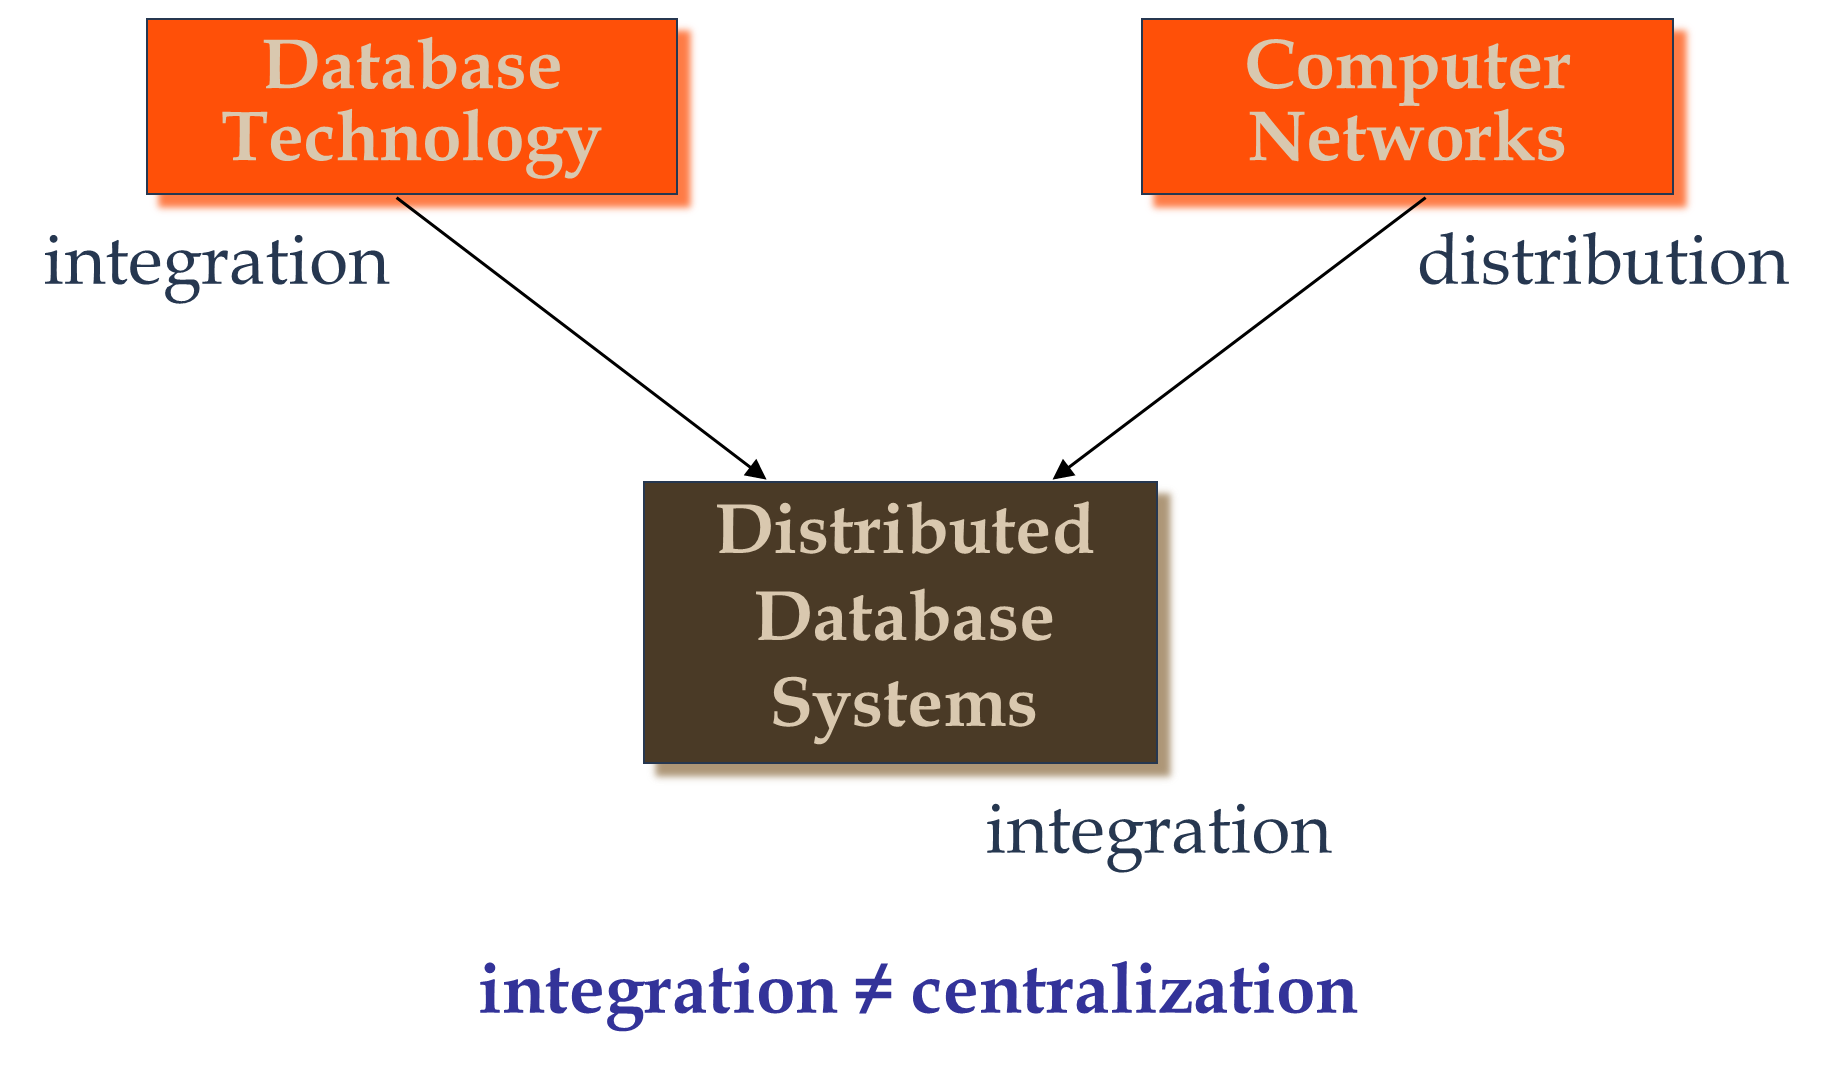 Database
Technology
Computer
Networks
integration
distribution
Distributed
Database
Systems
integration
integration ≠ centralization